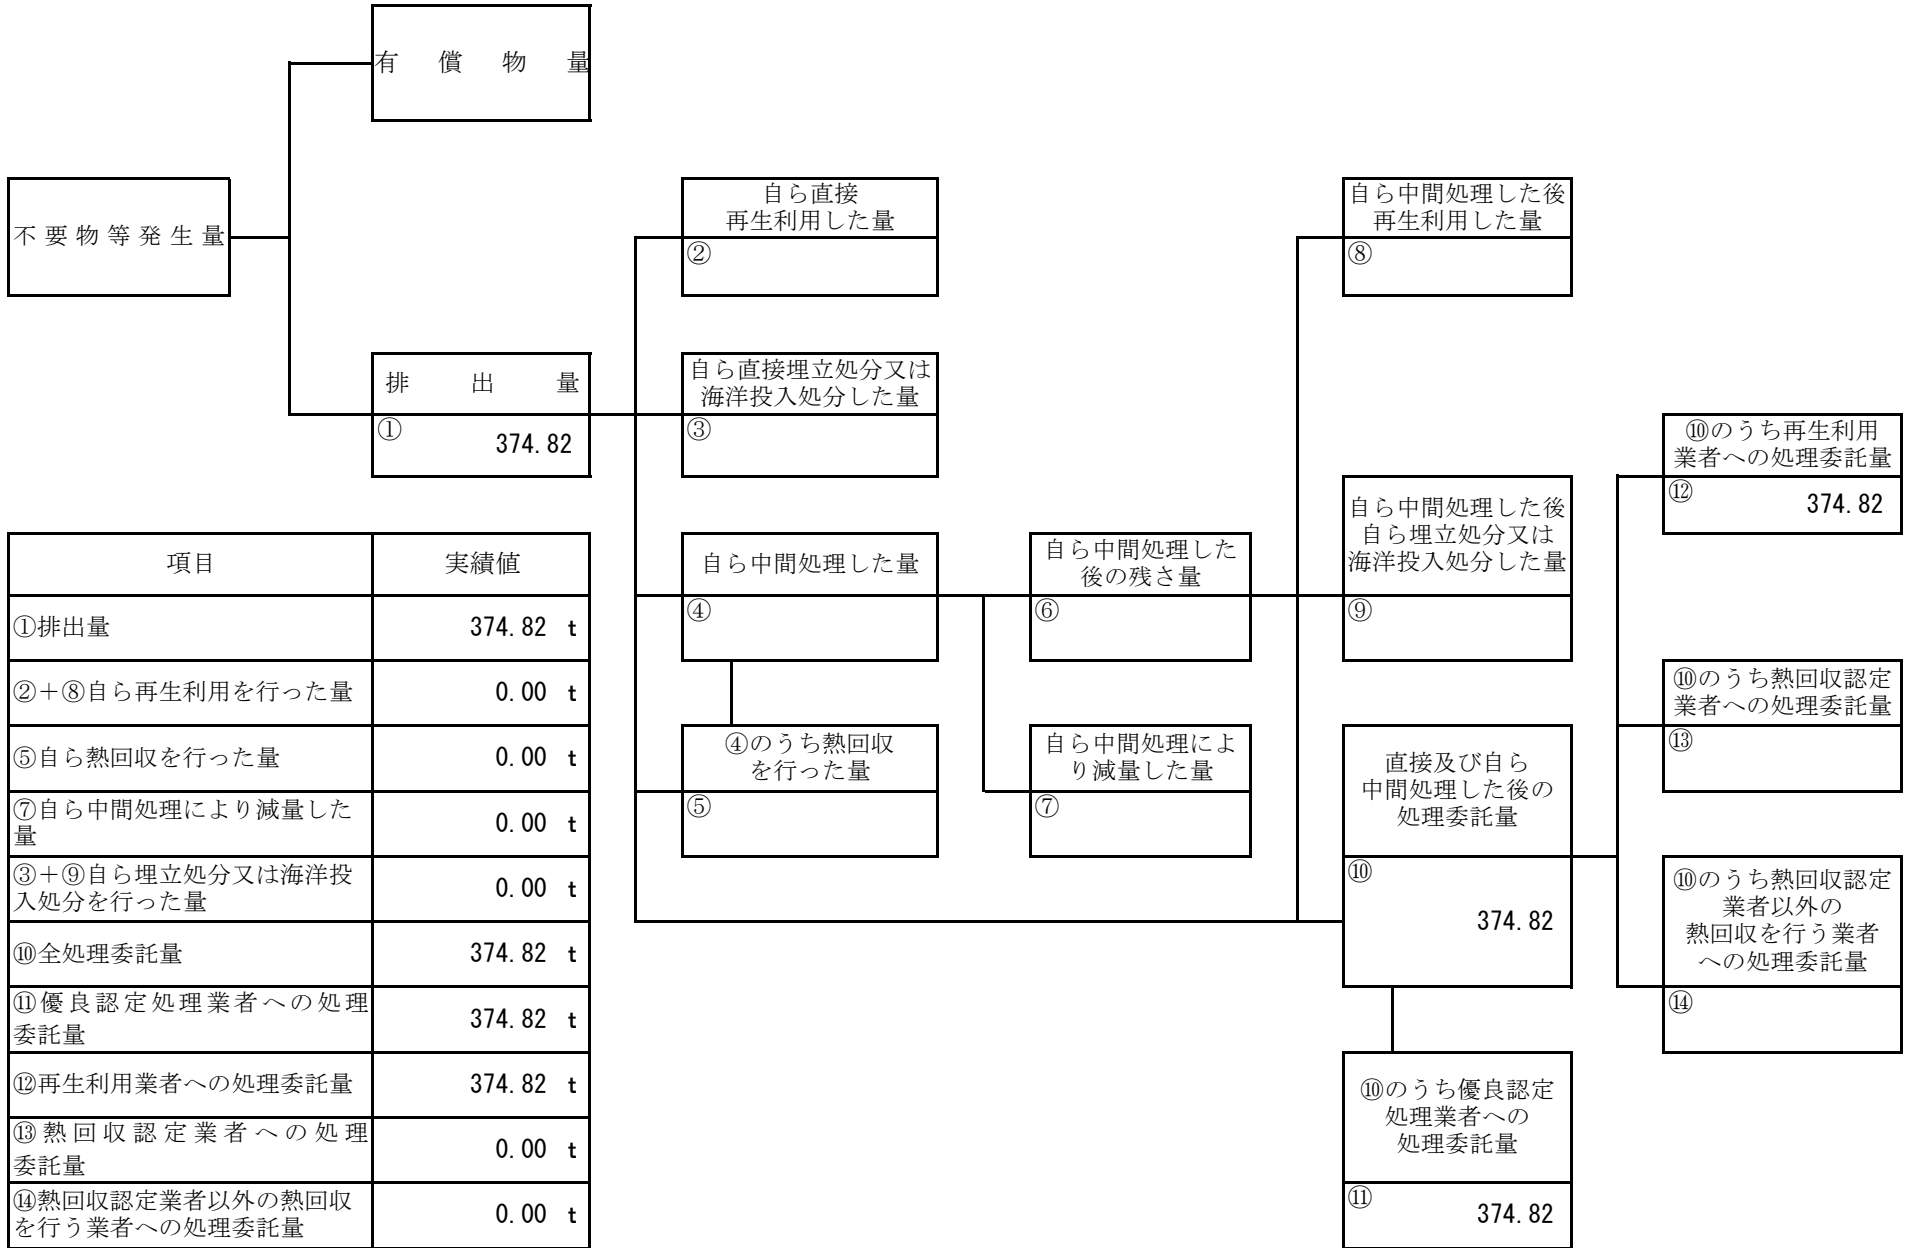 有償物量
不要物等発生量
排出量
①
374.82
自ら直接
再生利用した量
②
自ら直接埋立処分又は
海洋投入処分した量
③
自ら中間処理した量
④
④のうち熱回収
を行った量
⑤
自ら中間処理した
後の残さ量
⑥
自ら中間処理によ
り減量した量
⑦
自ら中間処理した後
再生利用した量
⑧
自ら中間処理した後
自ら埋立処分又は
海洋投入処分した量
⑨
直接及び自ら
中間処理した後の
処理委託量
⑩
374.82
⑩のうち優良認定
処理業者への
処理委託量
⑪
374.82
⑩のうち再生利用
業者への処理委託量
⑫
374.82
⑩のうち熱回収認定
業者への処理委託量
⑬
⑩のうち熱回収認定
業者以外の
熱回収を行う業者
への処理委託量
⑭
項目 実績値
①排出量 374.82 t
②+⑧自ら再生利用を行った量 0.00 t
⑤自ら熱回収を行った量 0.00 t
⑦自ら中間処理により減量した
量 0.00 t
③+⑨自ら埋立処分又は海洋投
入処分を行った量 0.00 t
⑩全処理委託量 374.82 t
⑪優良認定処理業者への処理
委託量 374.82 t
⑫再生利用業者への処理委託量 374.82 t
⑬熱回収認定業者への処理
委託量 0.00 t
⑭熱回収認定業者以外の熱回収
を行う業者への処理委託量 0.00 t